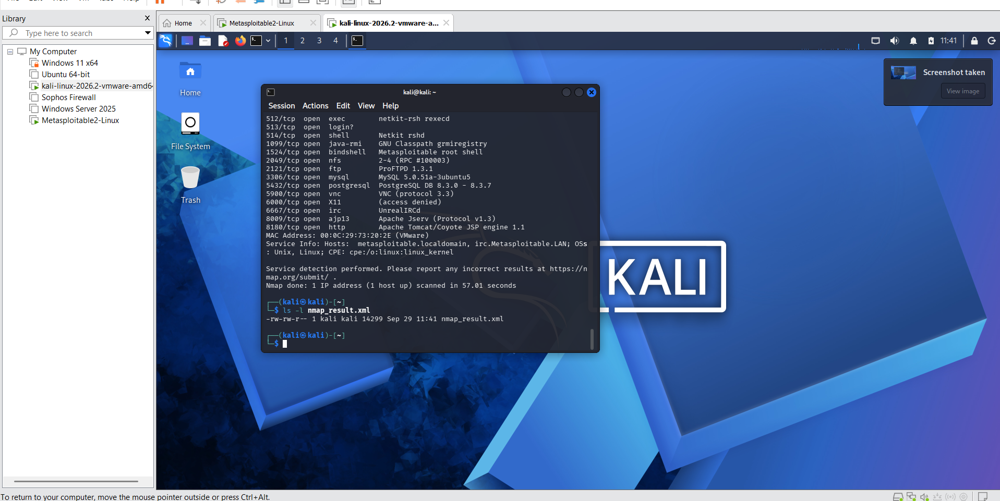 File Edit View VM Tabs Help
Library
Type here to search
My Computer
Windows 11 x64
Ubuntu 64-bit
kali-linux-2026.2-vmware-amd64
Sophos Firewall
Windows Server 2025
Metasploitable2-Linux
Home
Metasploitable2-Linux
kali-linux-2026.2-vmware-a...
1 2 3 4
11:41
Home
File System
Trash
Screenshot taken
View image
kali@kali: ~
Session Actions Edit View Help
512/tcp open exec netkit-rsh rexecd
513/tcp open login?
514/tcp open shell Netkit rshd
1099/tcp open java-rmi GNU Classpath grmiregistry
1524/tcp open bindshell Metasploitable root shell
2049/tcp open nfs 2-4 (RPC #100003)
2121/tcp open ftp ProFTPD 1.3.1
3306/tcp open mysql MySQL 5.0.51a-3ubuntu5
5432/tcp open postgresql PostgreSQL DB 8.3.0 - 8.3.7
5900/tcp open vnc VNC (protocol 3.3)
6000/tcp open X11 (access denied)
6667/tcp open irc UnrealIRCd
8009/tcp open ajp13 Apache Jserv (Protocol v1.3)
8180/tcp open http Apache Tomcat/Coyote JSP engine 1.1
MAC Address: 00:0C:29:73:20:2E (VMware)
Service Info: Hosts:  metasploitable.localdomain, irc.Metasploitable.LAN; OSs
: Unix, Linux; CPE: cpe:/o:linux:linux_kernel
Service detection performed. Please report any incorrect results at https://n
map.org/submit/ .
Nmap done: 1 IP address (1 host up) scanned in 57.01 seconds
┌──(kali㉿kali)-[~]
└─$ ls -l nmap_result.xml
-rw-rw-r-- 1 kali kali 14299 Sep 29 11:41 nmap_result.xml
┌──(kali㉿kali)-[~]
└─$
KALI
To return to your computer, move the mouse pointer outside or press Ctrl+Alt.